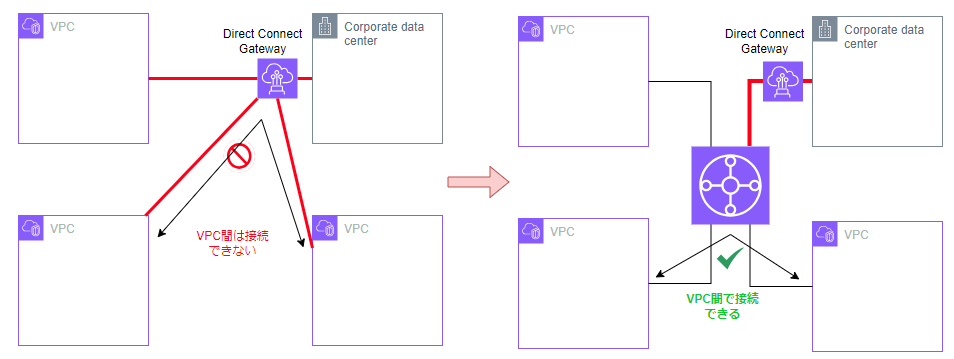 VPC
Direct Connect
Gateway
Corporate data
center
VPC
VPC間は接続
できない
VPC
VPC
Direct Connect
Gateway
Corporate data
center
VPC
VPC間で接続
できる
VPC